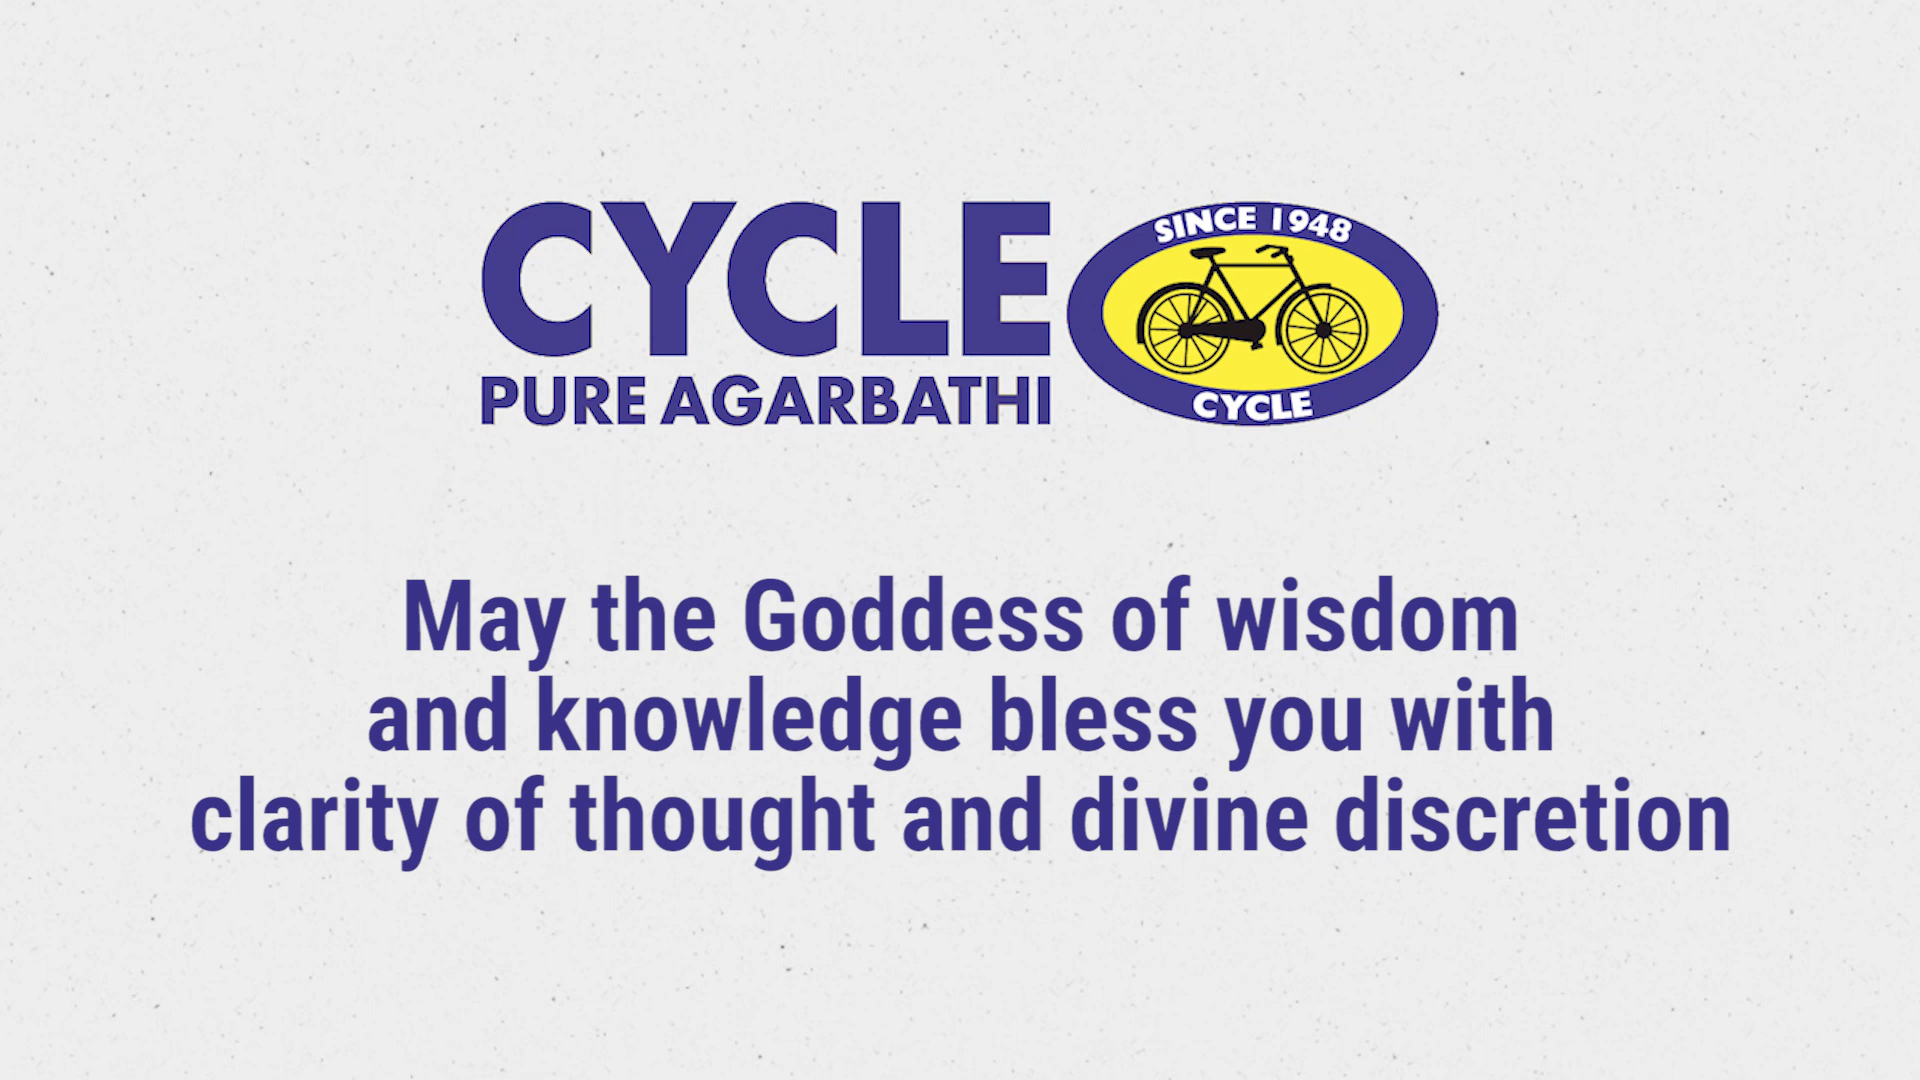 CYCLE
PURE AGARBATHI
SINCE 1948
CYCLE
May the Goddess of wisdom
and knowledge bless you with
clarity of thought and divine discretion